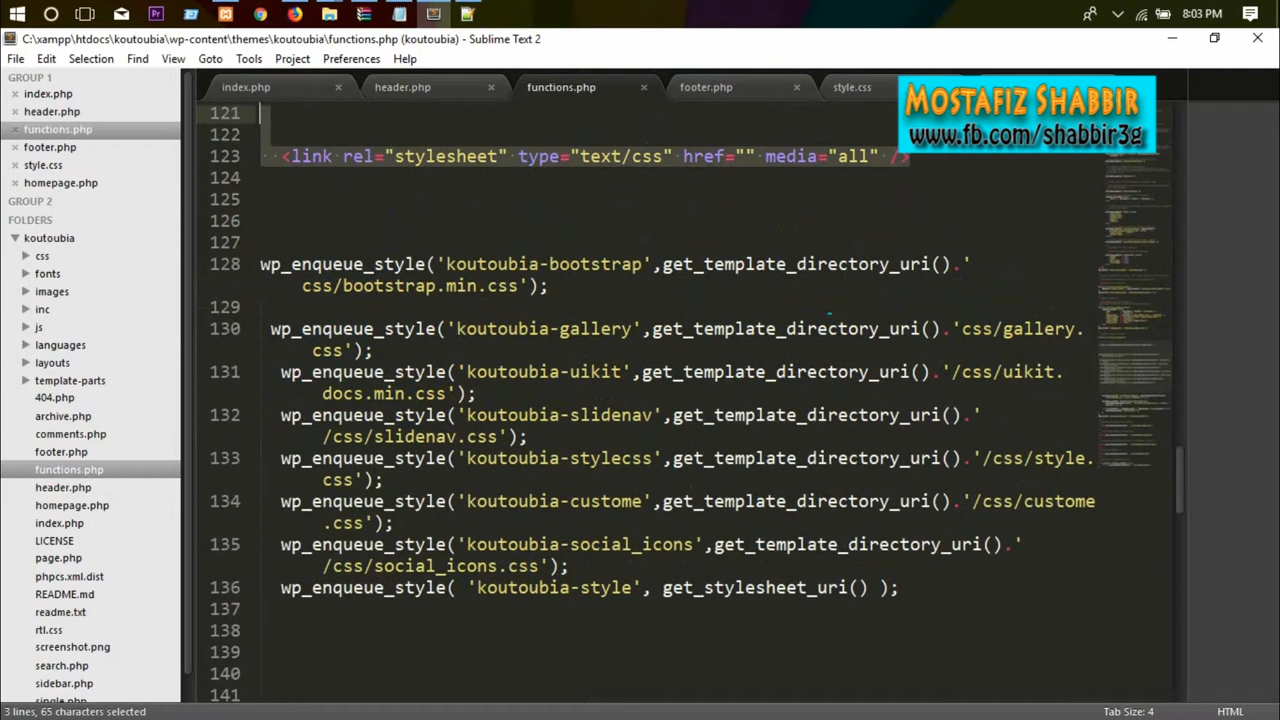 8:03 PM
C:\xampp\htdocs\koutoubia\wp-content\themes\koutoubia\functions.php (koutoubia) - Sublime Text 2
File Edit Selection Find View Goto Tools Project Preferences Help
GROUP 1
index.php
header.php
functions.php
footer.php
style.css
homepage.php
GROUP 2
FOLDERS
koutoubia
css
fonts
images
inc
js
languages
layouts
template-parts
404.php
archive.php
comments.php
footer.php
functions.php
header.php
homepage.php
index.php
LICENSE
page.php
phpcs.xml.dist
README.md
readme.txt
rtl.css
screenshot.png
search.php
sidebar.php
single.php
index.php header.php functions.php footer.php style.css
MOSTAFIZ SHABBIR
www.fb.com/shabbir3g
121
122
123 <link rel="stylesheet" type="text/css" href="" media="all" />
124
125
126
127
128 wp_enqueue_style('koutoubia-bootstrap',get_template_directory_uri().'
css/bootstrap.min.css');
129
130 wp_enqueue_style('koutoubia-gallery',get_template_directory_uri().'css/gallery.
css');
131 wp_enqueue_style('koutoubia-uikit',get_template_directory_uri().'/css/uikit.
docs.min.css');
132 wp_enqueue_style('koutoubia-slidenav',get_template_directory_uri().'
/css/slidenav.css');
133 wp_enqueue_style('koutoubia-stylecss',get_template_directory_uri().'/css/style.
css');
134 wp_enqueue_style('koutoubia-custome',get_template_directory_uri().'/css/custome
.css');
135 wp_enqueue_style('koutoubia-social_icons',get_template_directory_uri().'
/css/social_icons.css');
136 wp_enqueue_style( 'koutoubia-style', get_stylesheet_uri() );
137
138
139
140
141
3 lines, 65 characters selected
Tab Size: 4
HTML